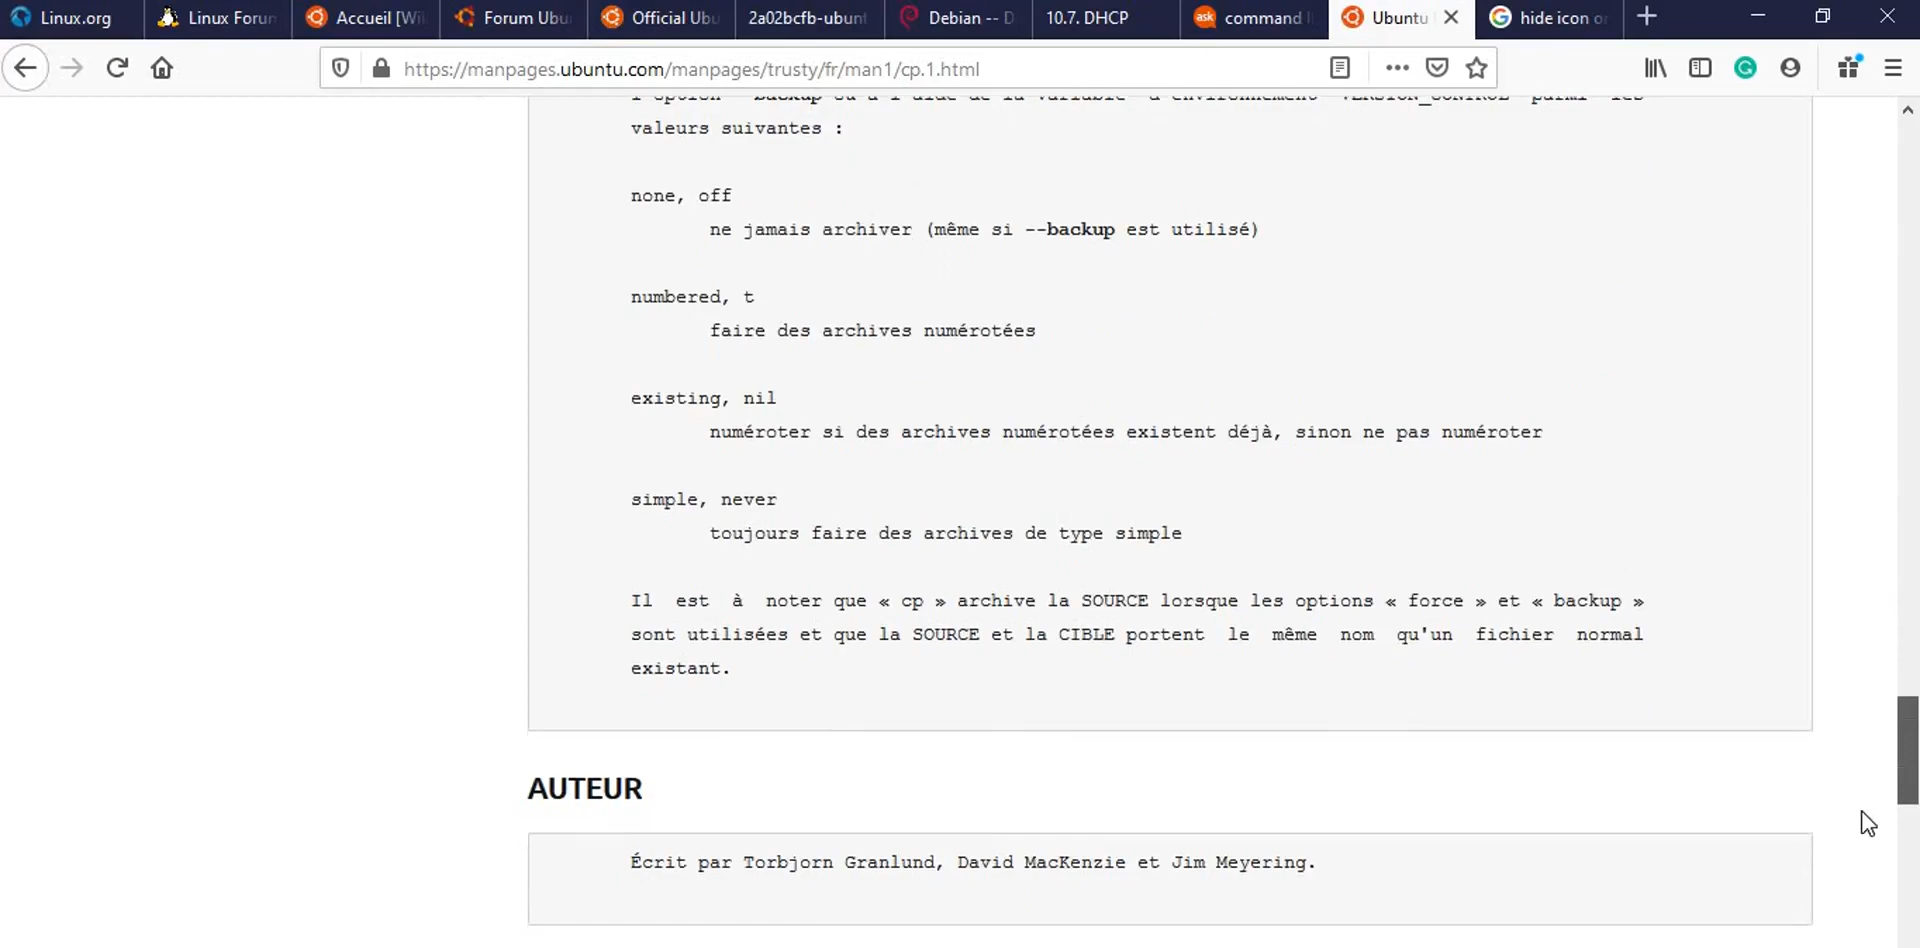 Linux.org
Linux Forun
Accueil [Wi
Forum Ubu
Official Ubu
2a02bcfb-ubunt
Debian -- D
10.7. DHCP
command l
Ubuntu
hide icon or
https://manpages.ubuntu.com/manpages/trusty/fr/man1/cp.1.html
valeurs suivantes :
none, off
ne jamais archiver (même si --backup est utilisé)
numbered, t
faire des archives numérotées
existing, nil
numéroter si des archives numérotées existent déjà, sinon ne pas numéroter
simple, never
toujours faire des archives de type simple
Il est à noter que « cp » archive la SOURCE lorsque les options « force » et « backup »
sont utilisées et que la SOURCE et la CIBLE portent le même nom qu'un fichier normal
existant.
AUTEUR
Écrit par Torbjorn Granlund, David MacKenzie et Jim Meyering.